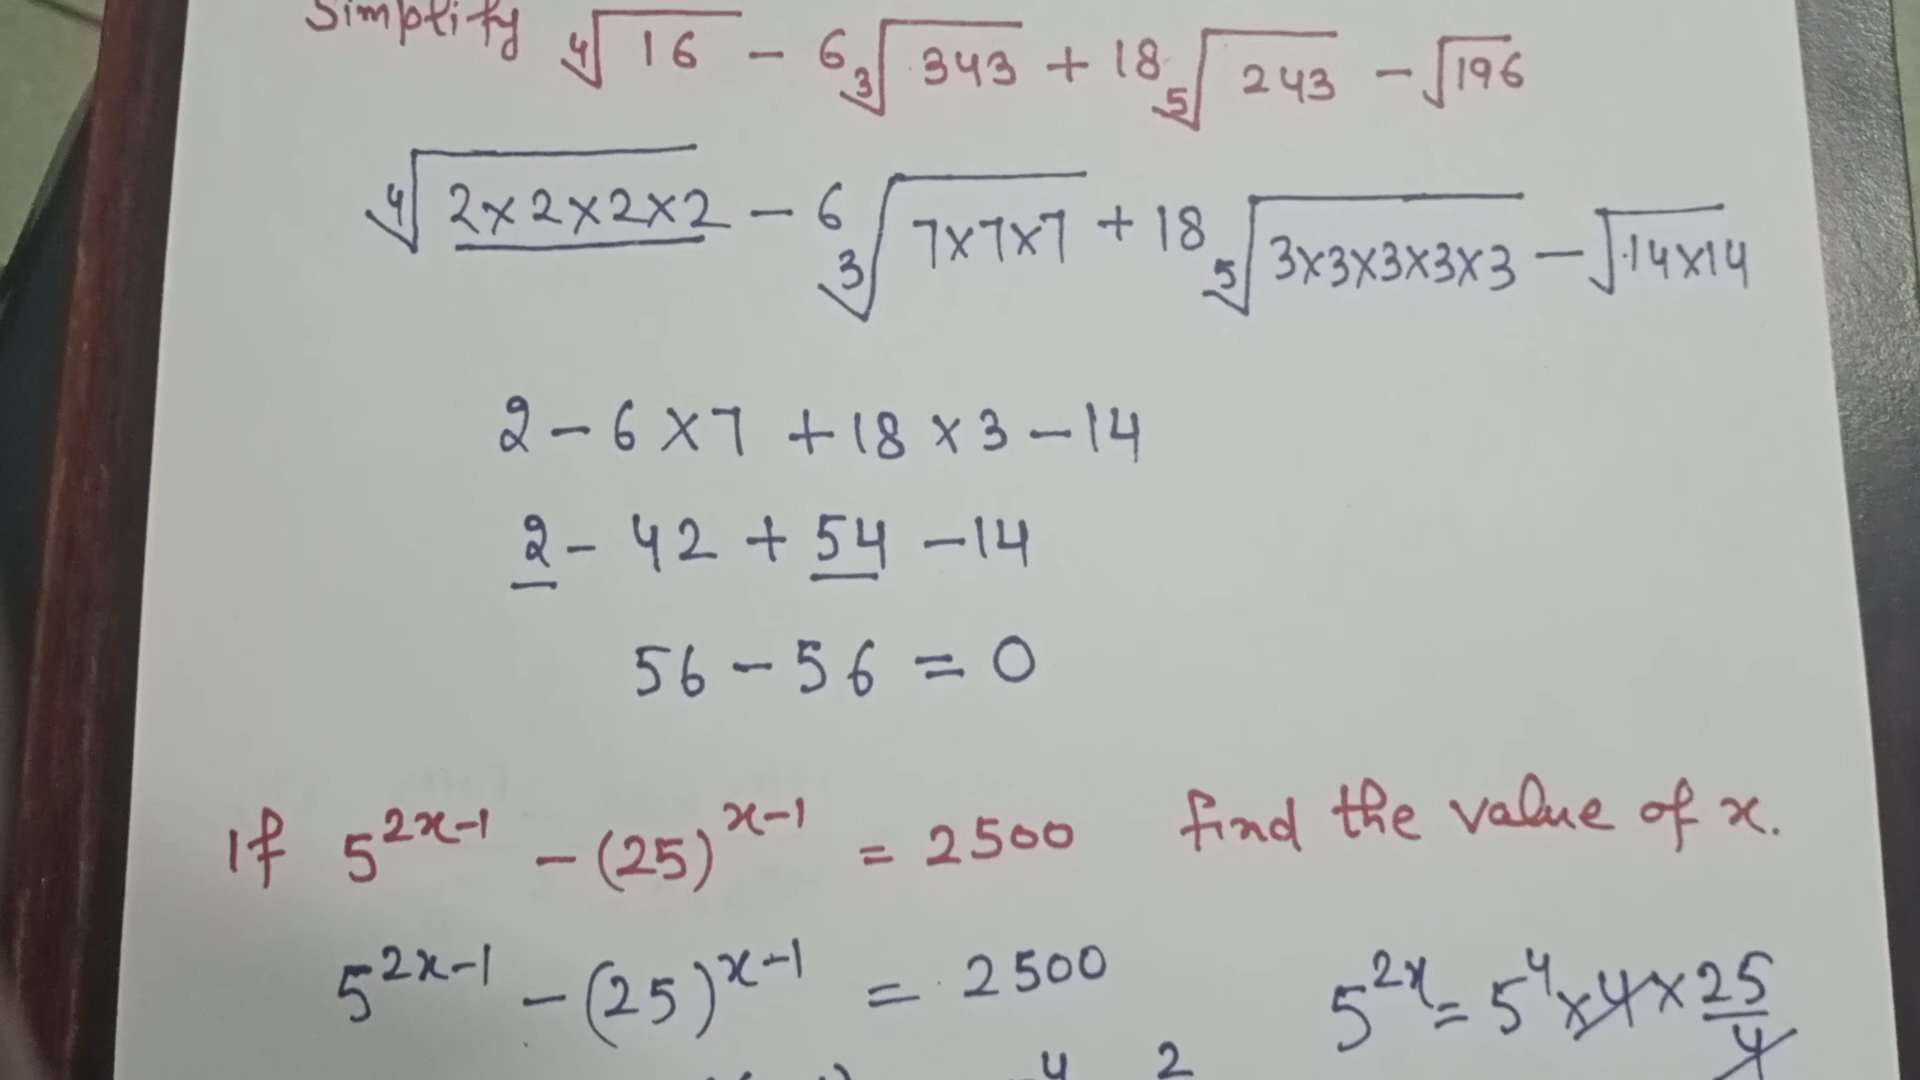 Simplify ⁴√16 - 6 ³√343 + 18 ⁵√243 - √196
⁴√2×2×2×2 - 6 ³√7×7×7 + 18 ⁵√3×3×3×3×3 - √14×14
2 - 6 × 7 + 18 × 3 - 14
2 - 42 + 54 - 14
56 - 56 = 0
If 5^(2x-1) - (25)^(x-1) = 2500 find the value of x.
5^(2x-1) - (25)^(x-1) = 2500
5^(2x) = 5^4 × 4 × 25/4